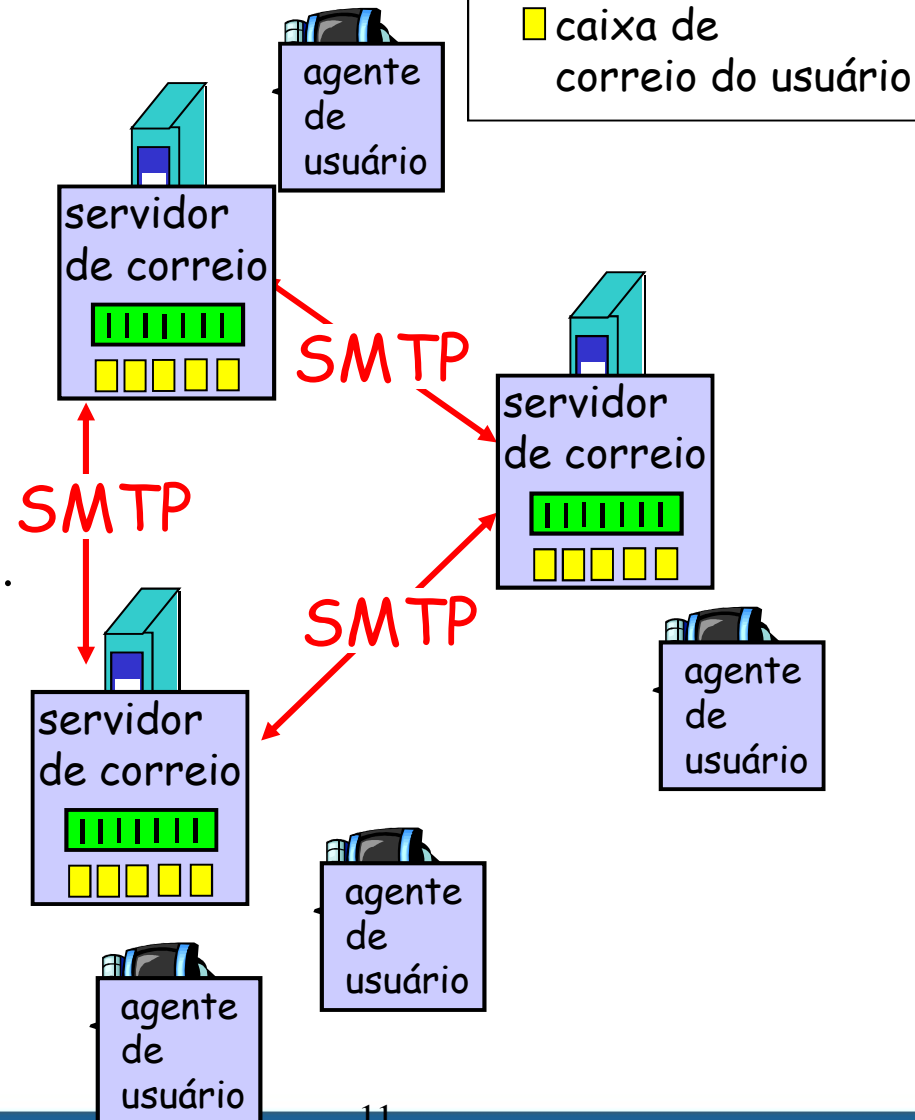 caixa de
correio do usuário
agente
de
usuário
servidor
de correio
SMTP
servidor
de correio
SMTP
SMTP
servidor
de correio
agente
de
usuário
agente
de
usuário
agente
de
usuário
11